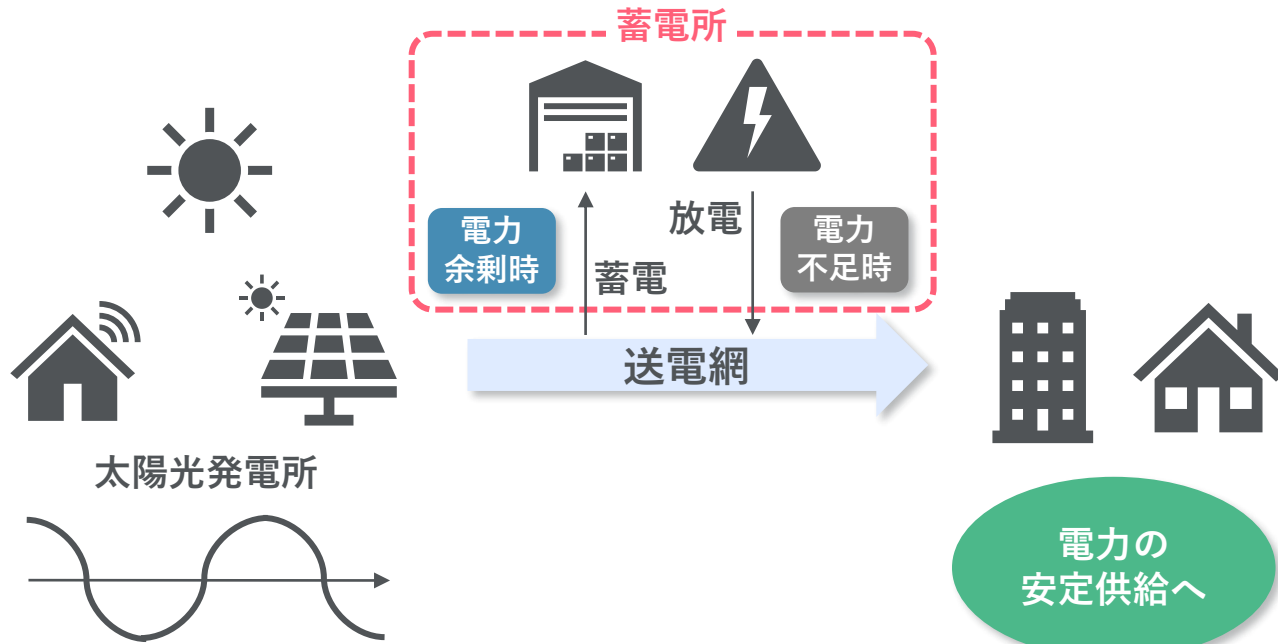 蓄電所
電力
余剰時
蓄電
放電
電力
不足時
送電網
太陽光発電所
電力の
安定供給へ